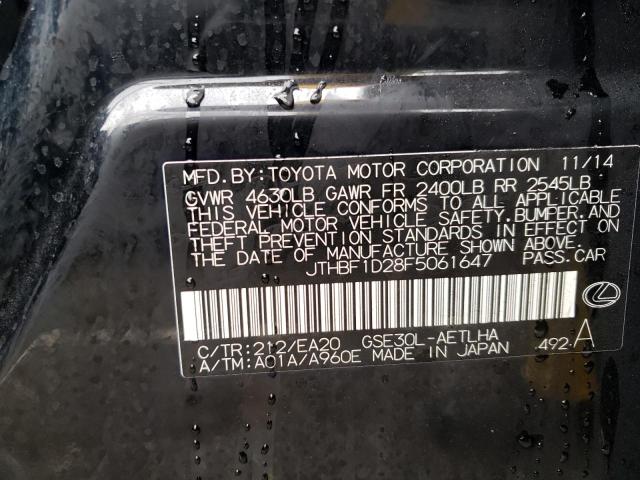 MFD. BY: TOYOTA MOTOR CORPORATION 11/14
GVWR 4630LB GAWR FR 2400LB RR 2545LB
THIS VEHICLE CONFORMS TO ALL APPLICABLE
FEDERAL MOTOR VEHICLE SAFETY, BUMPER, AND
THEFT PREVENTION STANDARDS IN EFFECT ON
THE DATE OF MANUFACTURE SHOWN ABOVE.
JTHBF1D28F5061647 PASS. CAR
C/TR: 212/EA20 GSE30L-AETLHA
A/TM: A01A/A960E MADE IN JAPAN .492- A